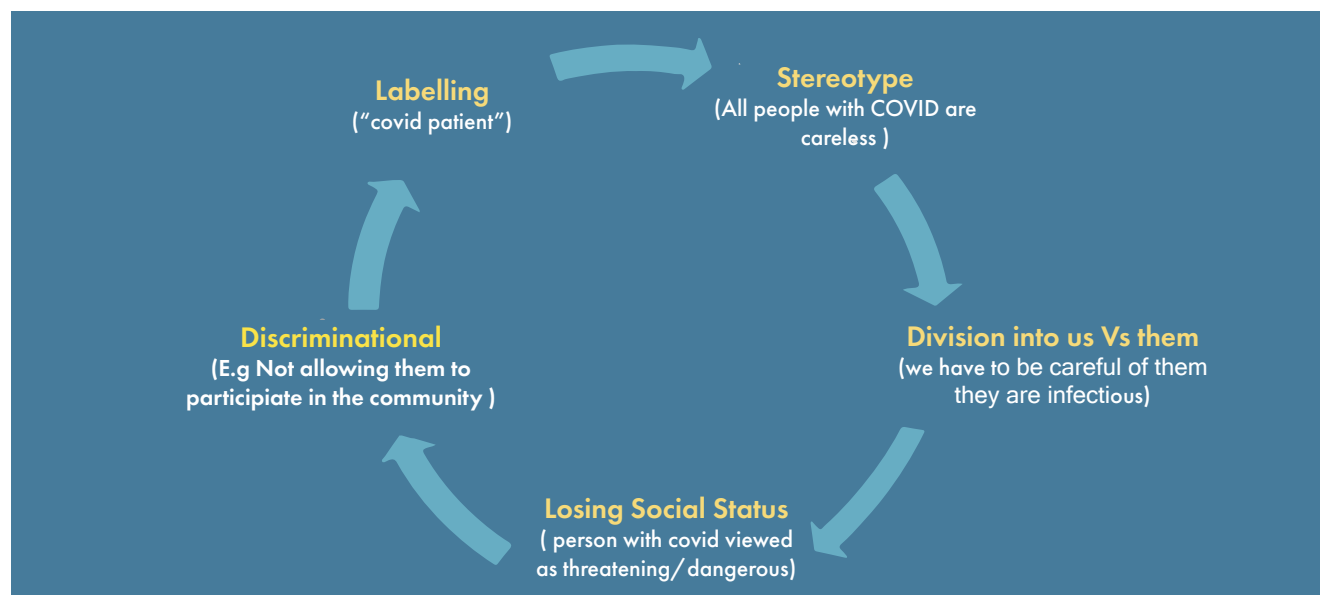 Labelling
(“covid patient”)
Stereotype
(All people with COVID are
careless )
Division into us Vs them
(we have to be careful of them
they are infectious)
Losing Social Status
( person with covid viewed
as threatening/dangerous)
Discriminational
(E.g Not allowing them to
participiate in the community )